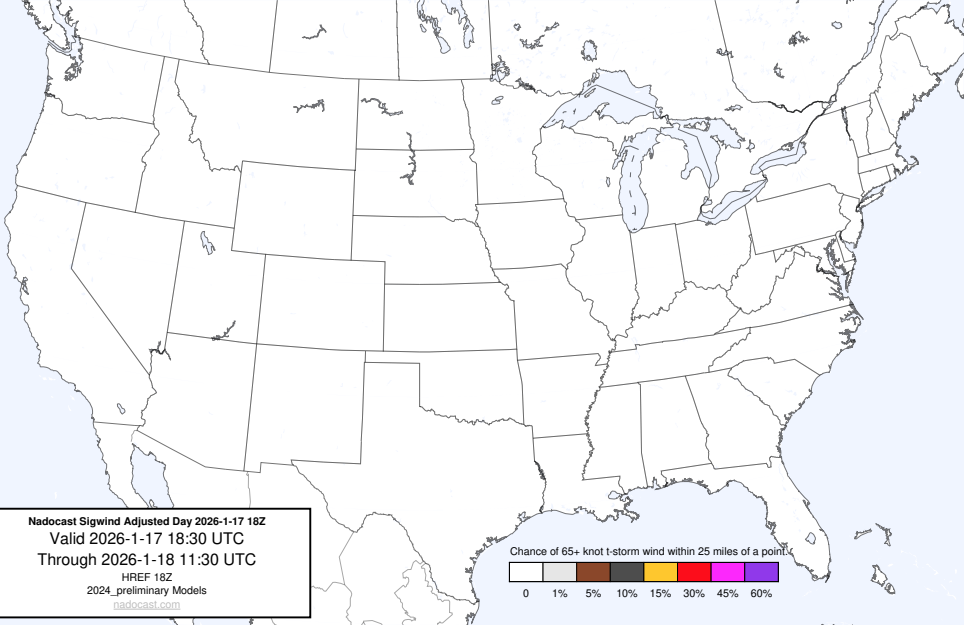 Nadocast Sigwind Adjusted Day 2026-1-17 18Z
Valid 2026-1-17 18:30 UTC
Through 2026-1-18 11:30 UTC
HREF 18Z
2024_preliminary Models
nadocast.com
Chance of 65+ knot t-storm wind within 25 miles of a point.
0 1% 5% 10% 15% 30% 45% 60%